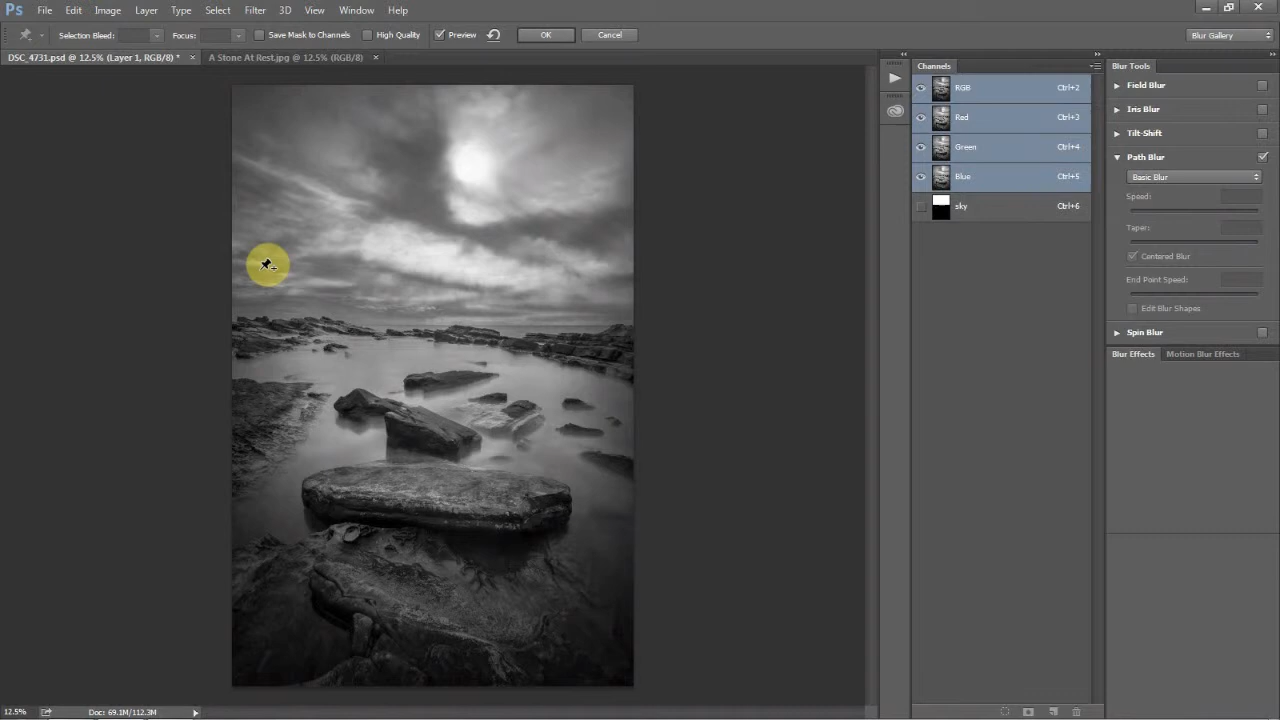 Ps File Edit Image Layer Type Select Filter 3D View Window Help
Selection Bleed: Focus: Save Mask to Channels High Quality Preview OK Cancel Blur Gallery
DSC_4731.psd @ 12.5% (Layer 1, RGB/8) * × A Stone At Rest.jpg @ 12.5% (RGB/8) ×
Channels
RGB Ctrl+2
Red Ctrl+3
Green Ctrl+4
Blue Ctrl+5
sky Ctrl+6
Blur Tools
Field Blur
Iris Blur
Tilt-Shift
Path Blur
Basic Blur
Speed:
Taper:
Centered Blur
End Point Speed:
Edit Blur Shapes
Spin Blur
Blur Effects Motion Blur Effects
12.5% Doc: 69.1M/112.3M